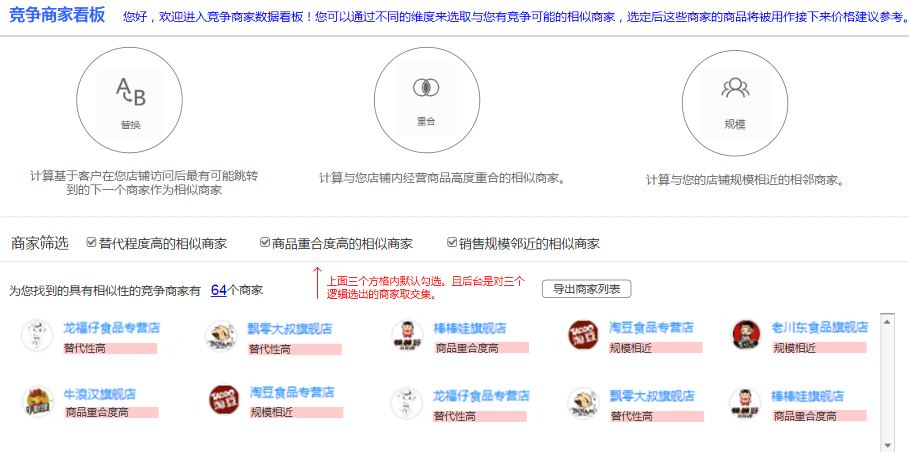 竞争商家看板 您好，欢迎进入竞争商家数据看板！您可以通过不同的维度来选取与您有竞争可能的相似商家，选定后这些商家的商品将被用作接下来价格建议参考。
A B
替换 重合 规模
计算基于客户在您店铺访问后最有可能跳转
到的下一个商家作为相似商家
计算与您店铺内经营商品高度重合的相似商家。
计算与您的店铺规模相近的相邻商家。
商家筛选 替代程度高的相似商家 商品重合度高的相似商家 销售规模邻近的相似商家
上面三个方格内默认勾选。且后台是对三个
逻辑选出的商家取交集。
为您找到的具有相似性的竞争商家有 64个商家 导出商家列表
龙福仔食品专营店 飘零大叔旗舰店 棒棒娃旗舰店 淘豆食品专营店 老川东食品旗舰店
替代性高 替代性高 商品重合度高 规模相近 规模相近
牛浪汉旗舰店 淘豆食品专营店 龙福仔食品专营店 飘零大叔旗舰店 棒棒娃旗舰店
商品重合度高 规模相近 替代性高 替代性高 商品重合度高